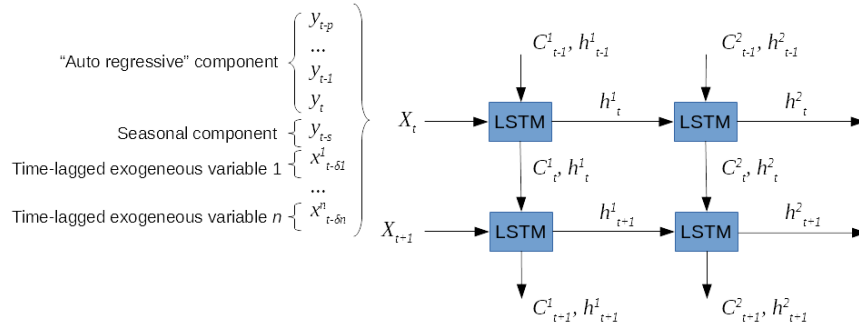 “Auto regressive” component
y_{t-p}
...
y_{t-1}
y_t
Seasonal component
y_{t-s}
Time-lagged exogeneous variable 1
x^1_{t-δ1}
...
Time-lagged exogeneous variable n
x^n_{t-δn}
C^1_{t-1}, h^1_{t-1}
C^2_{t-1}, h^2_{t-1}
X_t
LSTM
h^1_t
LSTM
h^2_t
C^1_t, h^1_t
C^2_t, h^2_t
X_{t+1}
LSTM
h^1_{t+1}
LSTM
h^2_{t+1}
C^1_{t+1}, h^1_{t+1}
C^2_{t+1}, h^2_{t+1}